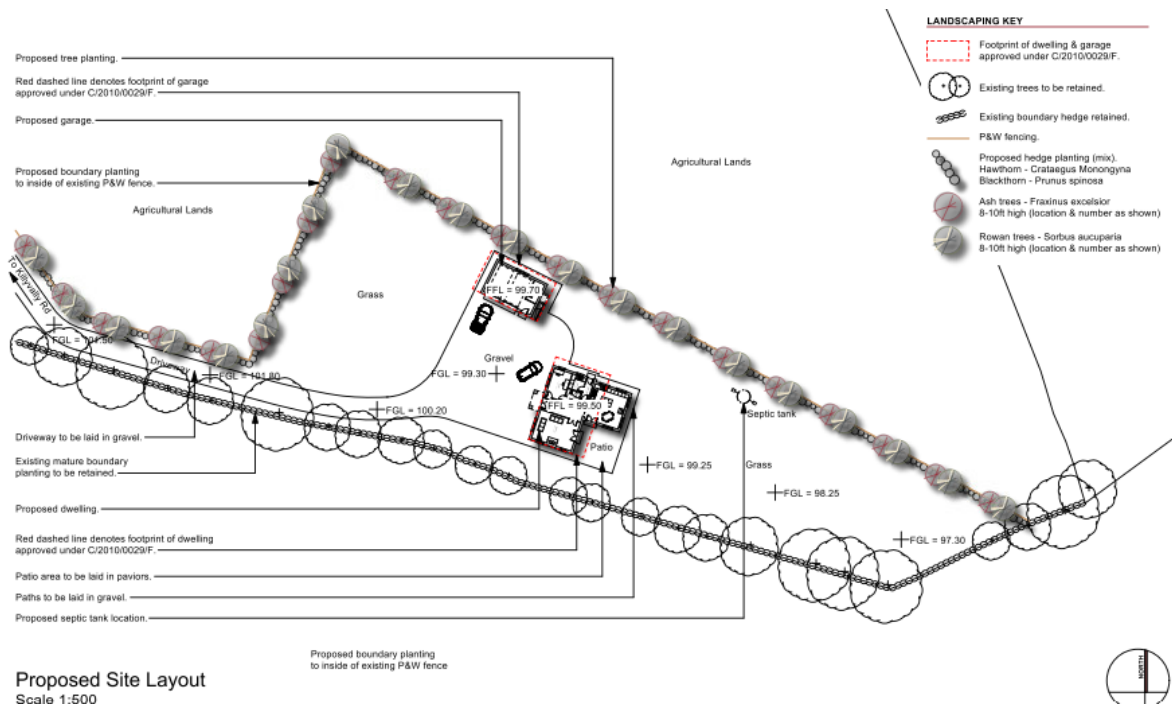 Proposed tree planting.
Red dashed line denotes footprint of garage
approved under C/2010/0029/F.
Proposed garage.
Proposed boundary planting
to inside of existing P&W fence.
Agricultural Lands
Agricultural Lands
To Killyvally Rd
Grass
FFL = 99.70
FGL = 101.50
Driveway
FGL = 101.80
Gravel
FGL = 99.30
FGL = 100.20
FFL = 99.50
Patio
Septic tank
Grass
FGL = 99.25
FGL = 98.25
FGL = 97.30
Driveway to be laid in gravel.
Existing mature boundary
planting to be retained.
Proposed dwelling.
Red dashed line denotes footprint of dwelling
approved under C/2010/0029/F.
Patio area to be laid in paviors.
Paths to be laid in gravel.
Proposed septic tank location.
Proposed boundary planting
to inside of existing P&W fence
Proposed Site Layout
Scale 1:500
LANDSCAPING KEY
Footprint of dwelling & garage
approved under C/2010/0029/F.
Existing trees to be retained.
Existing boundary hedge retained.
P&W fencing.
Proposed hedge planting (mix).
Hawthorn - Crataegus Monongyna
Blackthorn - Prunus spinosa
Ash trees - Fraxinus excelsior
8-10ft high (location & number as shown)
Rowan trees - Sorbus aucuparia
8-10ft high (location & number as shown)
NORTH